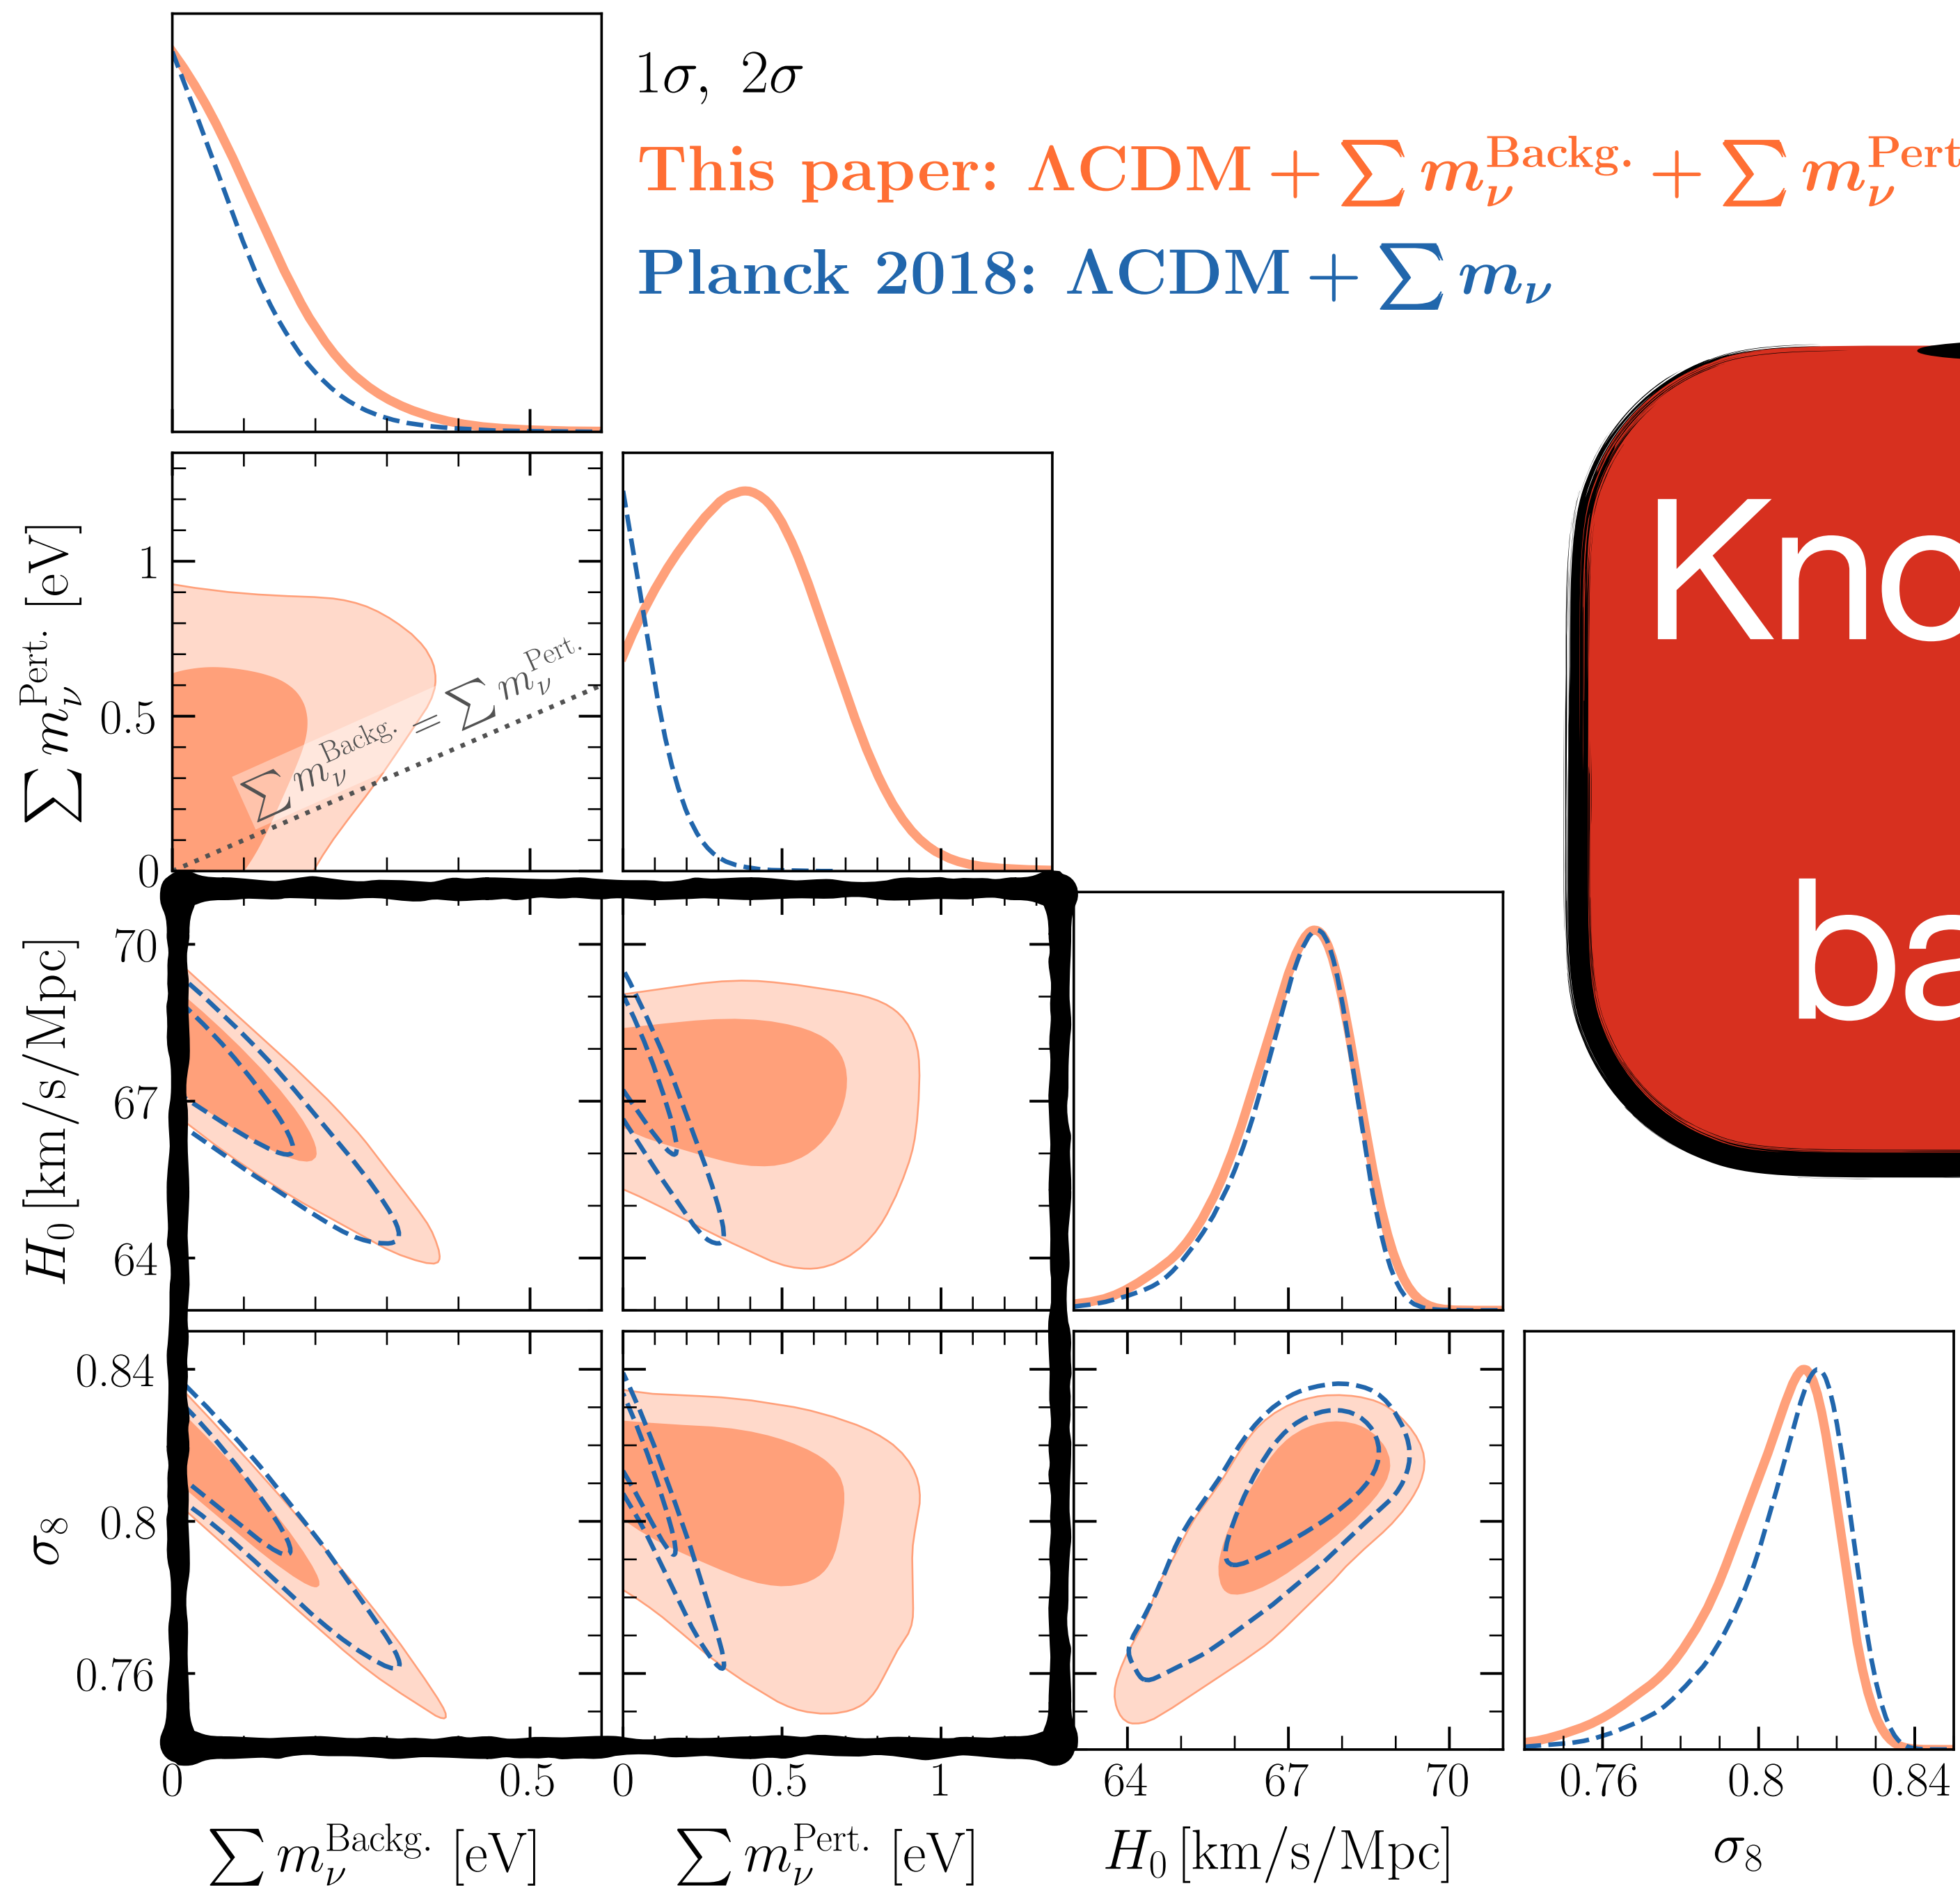 1σ, 2σ
This paper: ΛCDM + ∑ m_ν^Backg. + ∑ m_ν^Pert
Planck 2018: ΛCDM + ∑ m_ν
Kno
ba
∑ m_ν^Pert. [eV]
1
0.5
0
∑ m_ν^Backg. = ∑ m_ν^Pert.
H_0 [km/s/Mpc]
70
67
64
σ_8
0.84
0.8
0.76
0 0.5 0 0.5 1 64 67 70 0.76 0.8 0.84
∑ m_ν^Backg. [eV] ∑ m_ν^Pert. [eV] H_0 [km/s/Mpc] σ_8